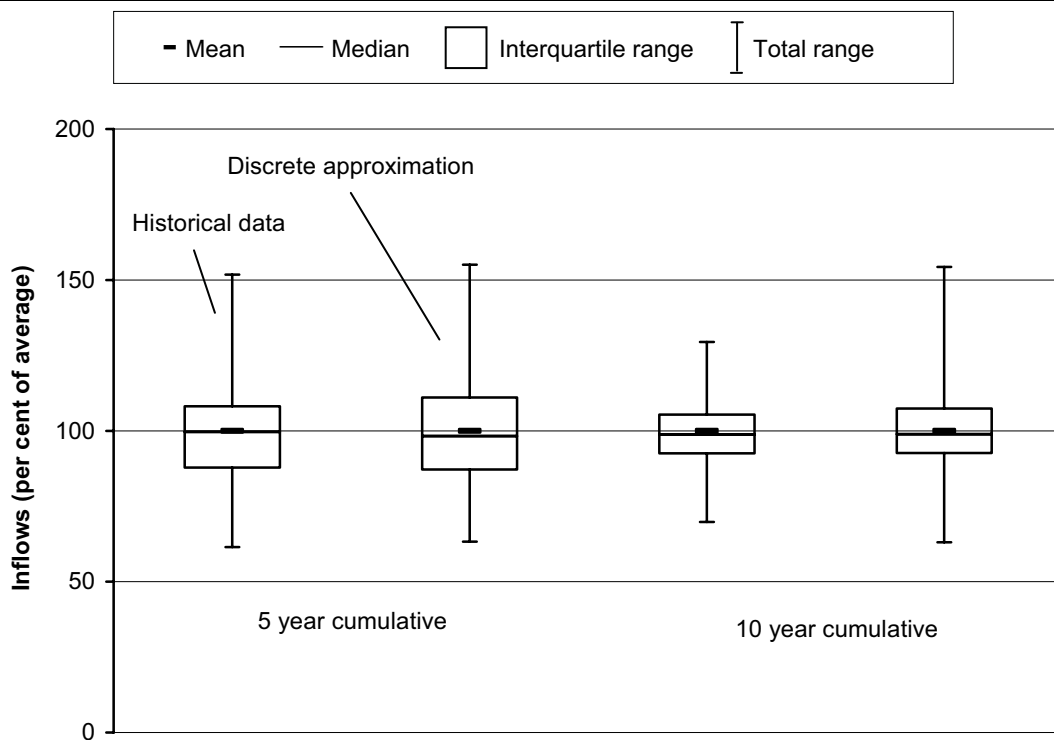 Mean Median Interquartile range Total range
200
Discrete approximation
Historical data
150
100
50
0
Inflows (per cent of average)
5 year cumulative
10 year cumulative